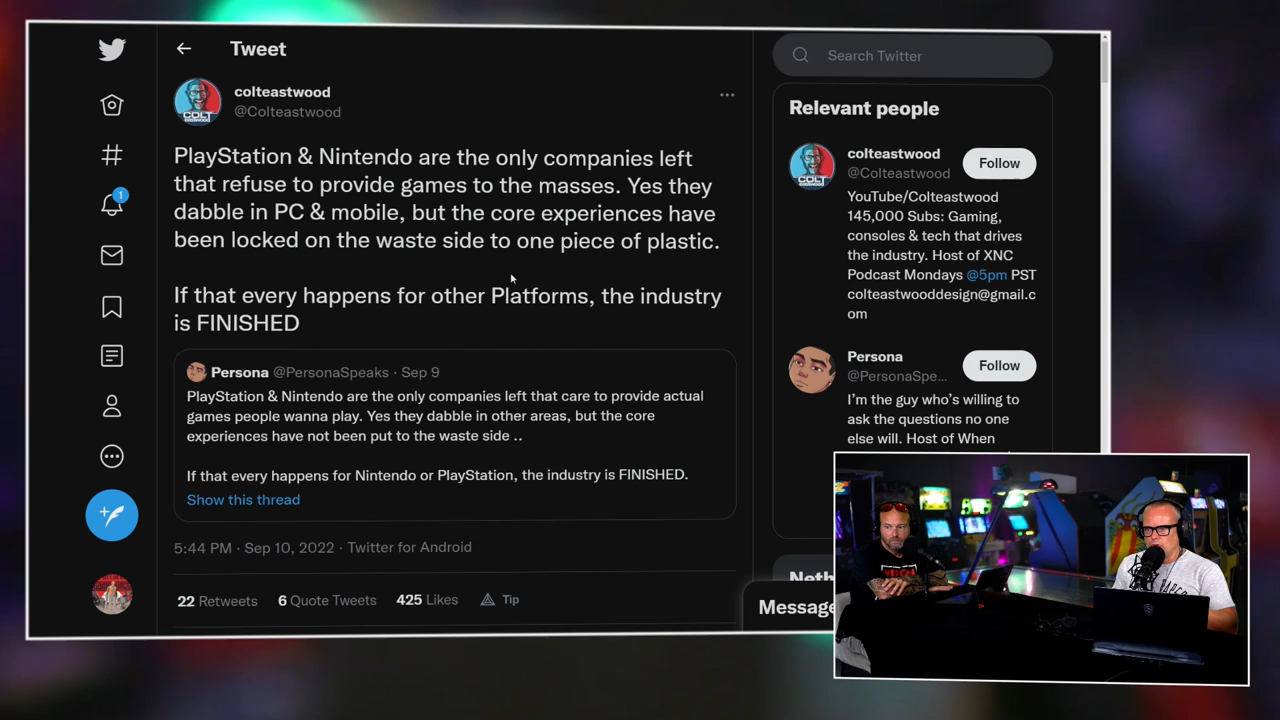 Tweet
colteastwood
@Colteastwood
PlayStation & Nintendo are the only companies left
that refuse to provide games to the masses. Yes they
dabble in PC & mobile, but the core experiences have
been locked on the waste side to one piece of plastic.
If that every happens for other Platforms, the industry
is FINISHED
Persona @PersonaSpeaks · Sep 9
PlayStation & Nintendo are the only companies left that care to provide actual
games people wanna play. Yes they dabble in other areas, but the core
experiences have not been put to the waste side ..
If that every happens for Nintendo or PlayStation, the industry is FINISHED.
Show this thread
5:44 PM · Sep 10, 2022 · Twitter for Android
22 Retweets 6 Quote Tweets 425 Likes Tip
1
Search Twitter
Relevant people
colteastwood
@Colteastwood
Follow
YouTube/Colteastwood
145,000 Subs: Gaming,
consoles & tech that drives
the industry. Host of XNC
Podcast Mondays @5pm PST
colteastwooddesign@gmail.c
om
Persona
@PersonaSpe...
Follow
I'm the guy who's willing to
ask the questions no one
else will. Host of When
COLT
COLT